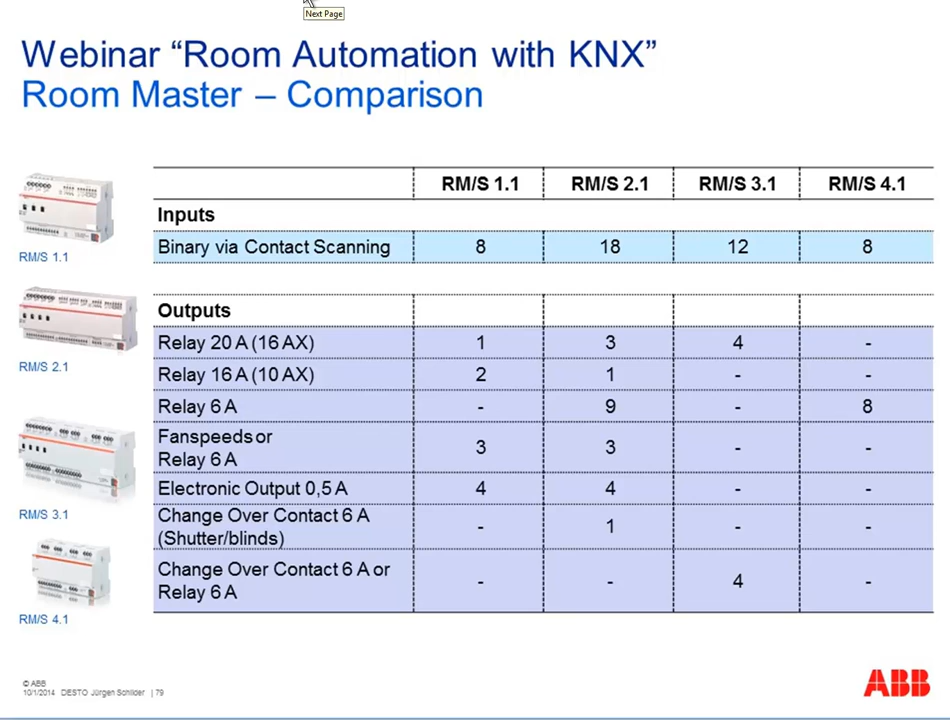 Next Page
Webinar “Room Automation with KNX”
Room Master – Comparison
RM/S 1.1 RM/S 2.1 RM/S 3.1 RM/S 4.1
Inputs
Binary via Contact Scanning 8 18 12 8
Outputs
Relay 20 A (16 AX) 1 3 4 -
Relay 16 A (10 AX) 2 1 - -
Relay 6 A - 9 - 8
Fanspeeds or
Relay 6 A 3 3 - -
Electronic Output 0,5 A 4 4 - -
Change Over Contact 6 A
(Shutter/blinds) - 1 - -
Change Over Contact 6 A or
Relay 6 A - - 4 -
RM/S 1.1
RM/S 2.1
RM/S 3.1
RM/S 4.1
© ABB
10/1/2014 DESTO Jürgen Schilder | 79
ABB